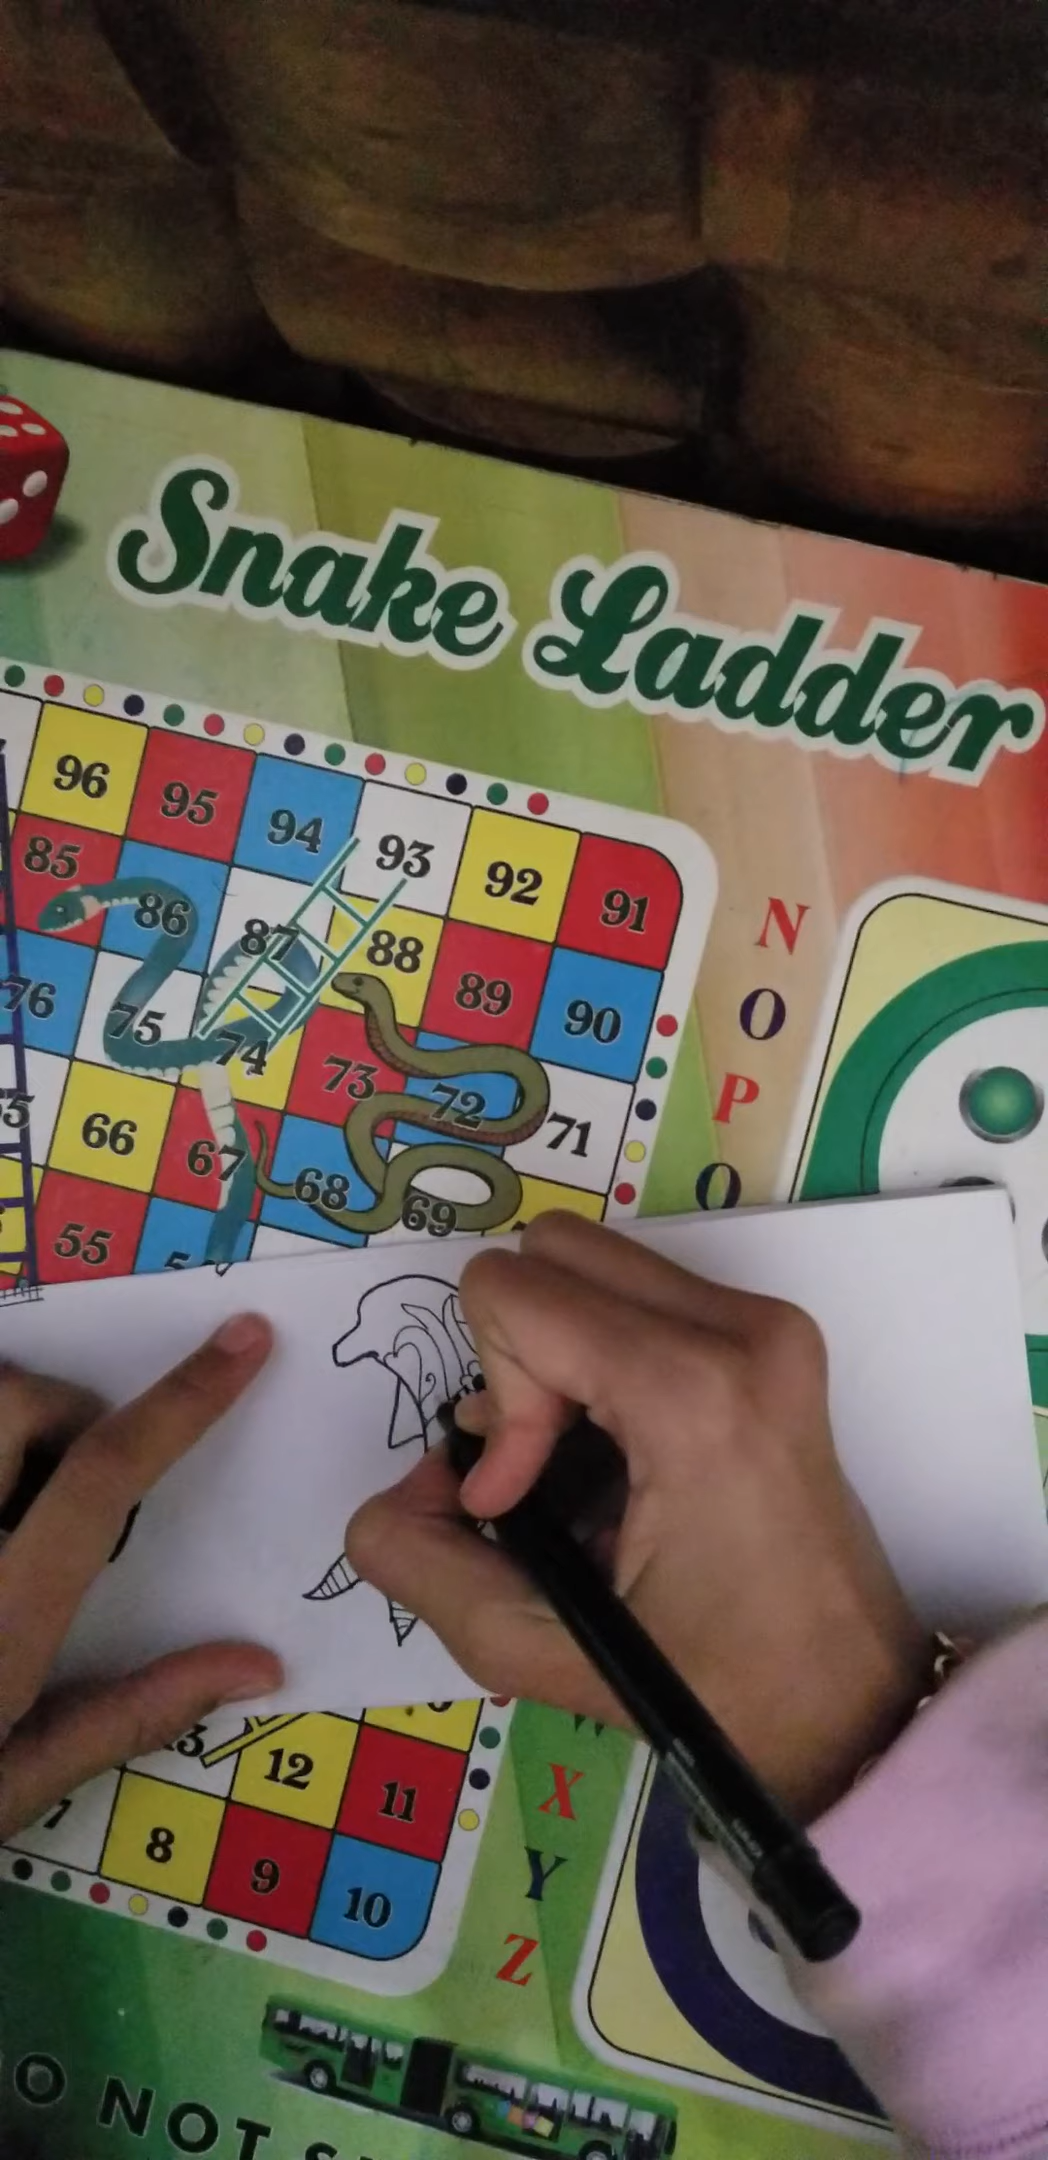 Snake Ladder
96 95 94 93 92 91
85 86 87 88 89 90
76 75 74 73 72 71
66 67 68 69
55
12 11
8 9 10
N
O
P
Q
X
Y
Z
NOT